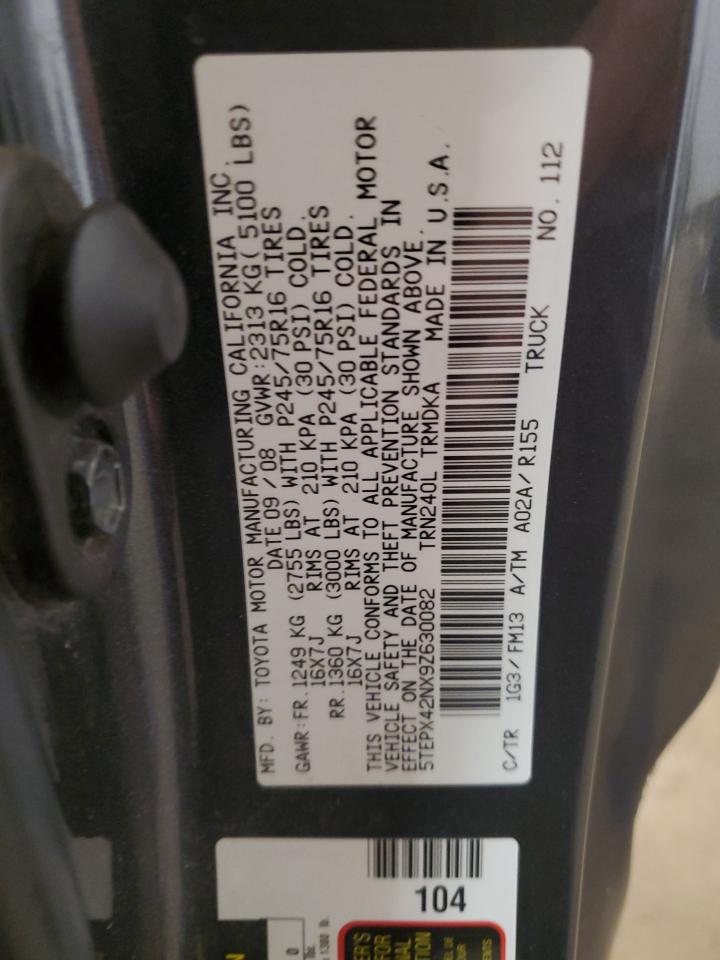 MFD. BY: TOYOTA MOTOR MANUFACTURING CALIFORNIA INC.
DATE 09 / 08 GVWR:2313 KG( 5100 LBS)
GAWR:FR.1249 KG (2755 LBS) WITH P245/75R16 TIRES
16X7J RIMS AT 210 KPA (30 PSI) COLD.
RR.1360 KG (3000 LBS) WITH P245/75R16 TIRES
16X7J RIMS AT 210 KPA (30 PSI) COLD.
THIS VEHICLE CONFORMS TO ALL APPLICABLE FEDERAL MOTOR
VEHICLE SAFETY AND THEFT PREVENTION STANDARDS IN
EFFECT ON THE DATE OF MANUFACTURE SHOWN ABOVE.
5TEPX42NX9Z630082 TRN240L TRMDKA MADE IN U.S.A.
C/TR 1G3/FM13 A/TM A02A/R155 TRUCK NO. 112
104